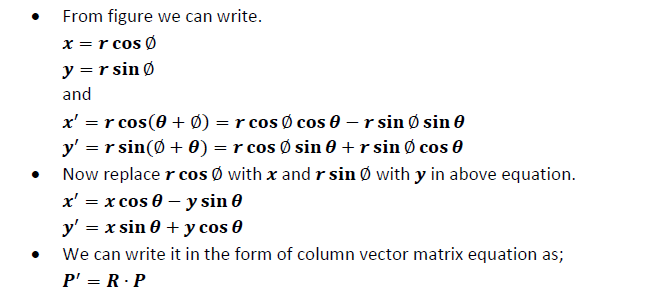 • From figure we can write.
x = r cos ∅
y = r sin ∅
and
x′ = r cos(θ + ∅) = r cos ∅ cos θ − r sin ∅ sin θ
y′ = r sin(∅ + θ) = r cos ∅ sin θ + r sin ∅ cos θ
• Now replace r cos ∅ with x and r sin ∅ with y in above equation.
x′ = x cos θ − y sin θ
y′ = x sin θ + y cos θ
• We can write it in the form of column vector matrix equation as;
P′ = R ∙ P